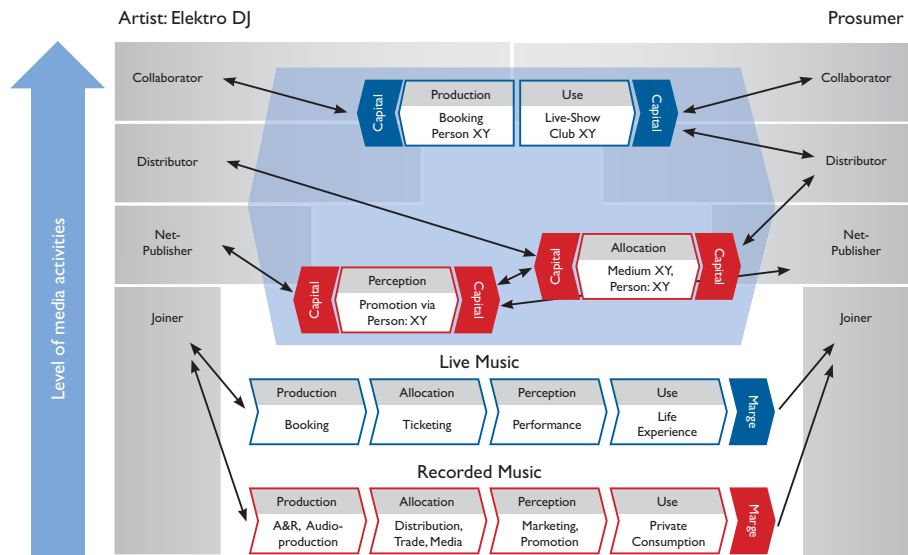 Artist: Elektro DJ
Prosumer
Level of media activities
Collaborator
Capital
Production
Booking
Person XY
Use
Live-Show
Club XY
Capital
Collaborator
Distributor
Distributor
Net-
Publisher
Capital
Perception
Promotion via
Person: XY
Capital
Capital
Allocation
Medium XY,
Person: XY
Capital
Net-
Publisher
Joiner
Joiner
Live Music
Production
Booking
Allocation
Ticketing
Perception
Performance
Use
Life
Experience
Marge
Recorded Music
Production
A&R, Audio-
production
Allocation
Distribution,
Trade, Media
Perception
Marketing,
Promotion
Use
Private
Consumption
Marge